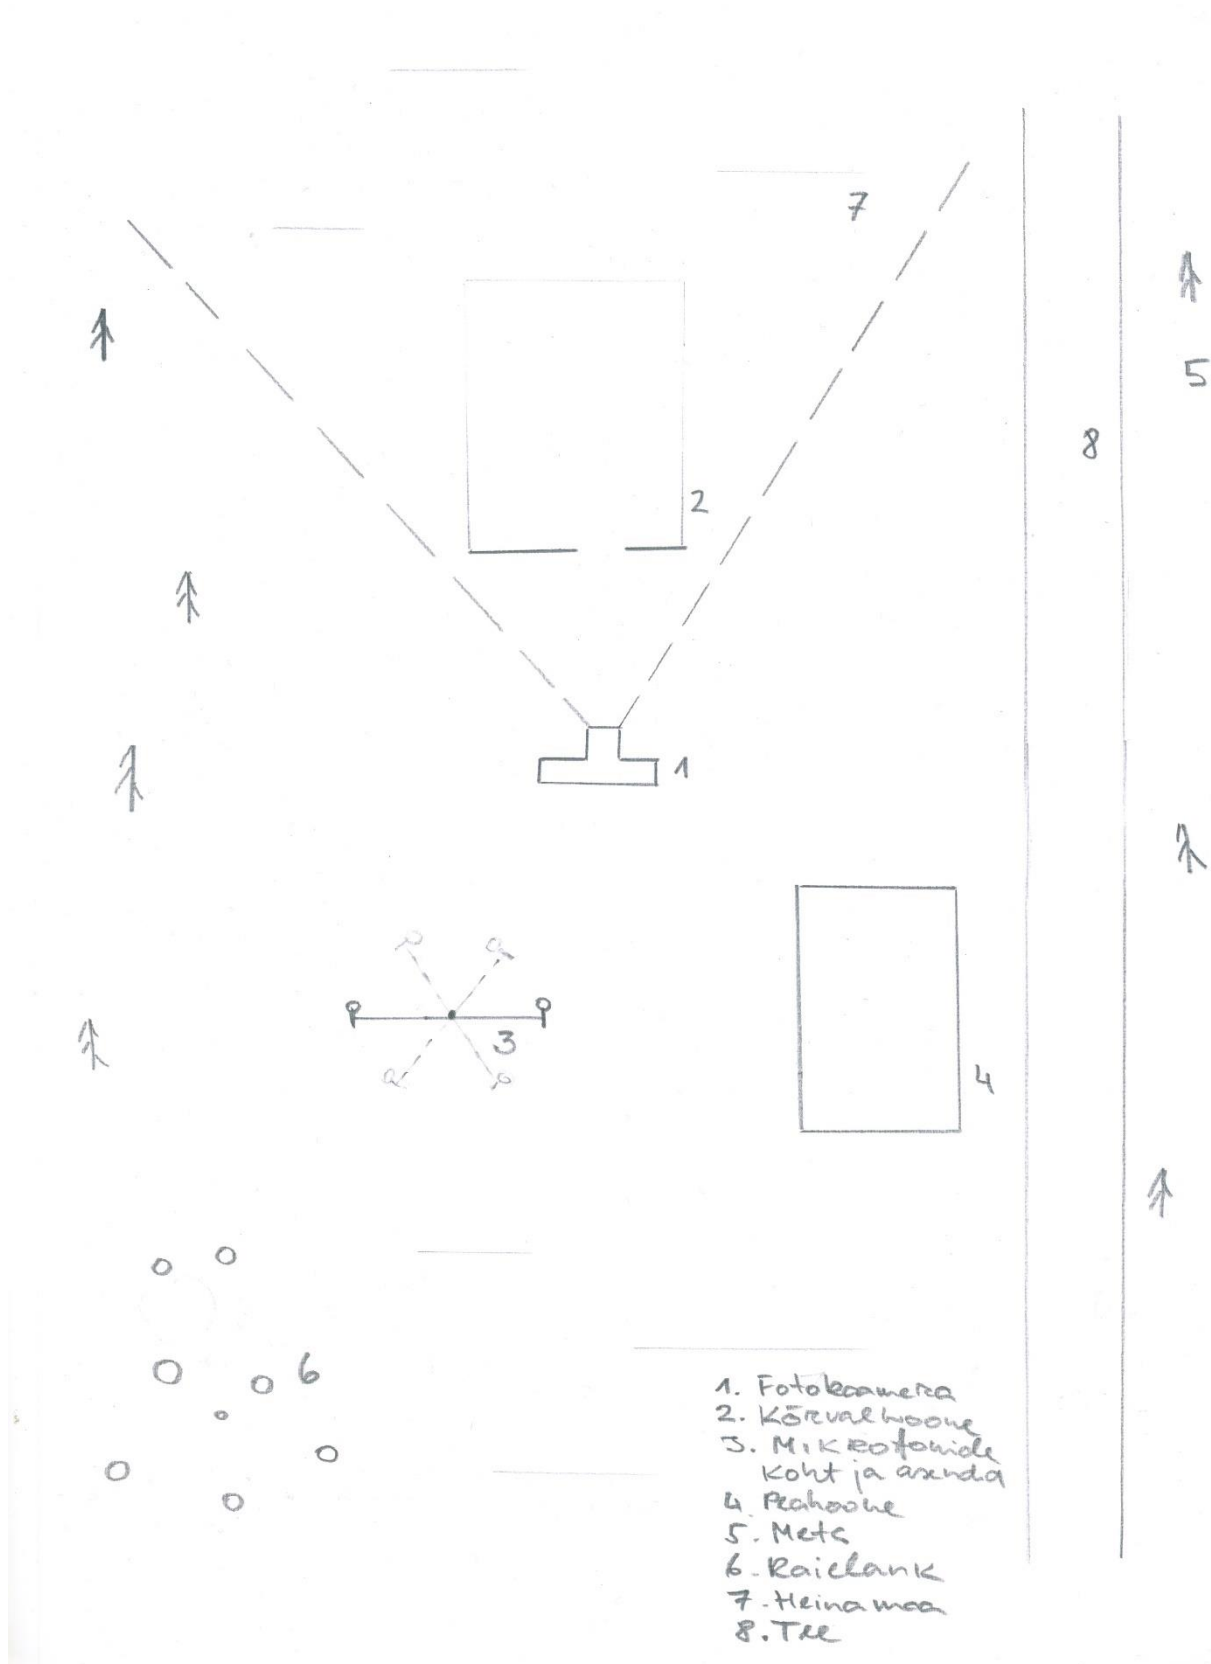 7
5
8
2
1
3
4
6
1. Fotokaamera
2. Kõrvalhoone
3. Mikrofonide
koht ja asend
4. Peahoone
5. Mets
6. Raielank
7. Heinamaa
8. Tee